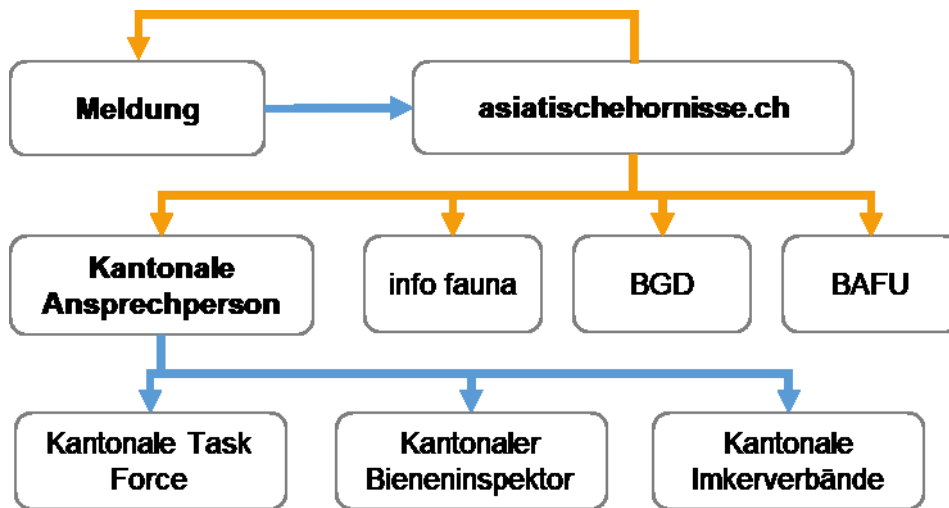 Meldung
asiatischehornisse.ch
Kantonale
Ansprechperson
info fauna
BGD
BAFU
Kantonale Task
Force
Kantonaler
Bieneninspektor
Kantonale
Imkerverbände